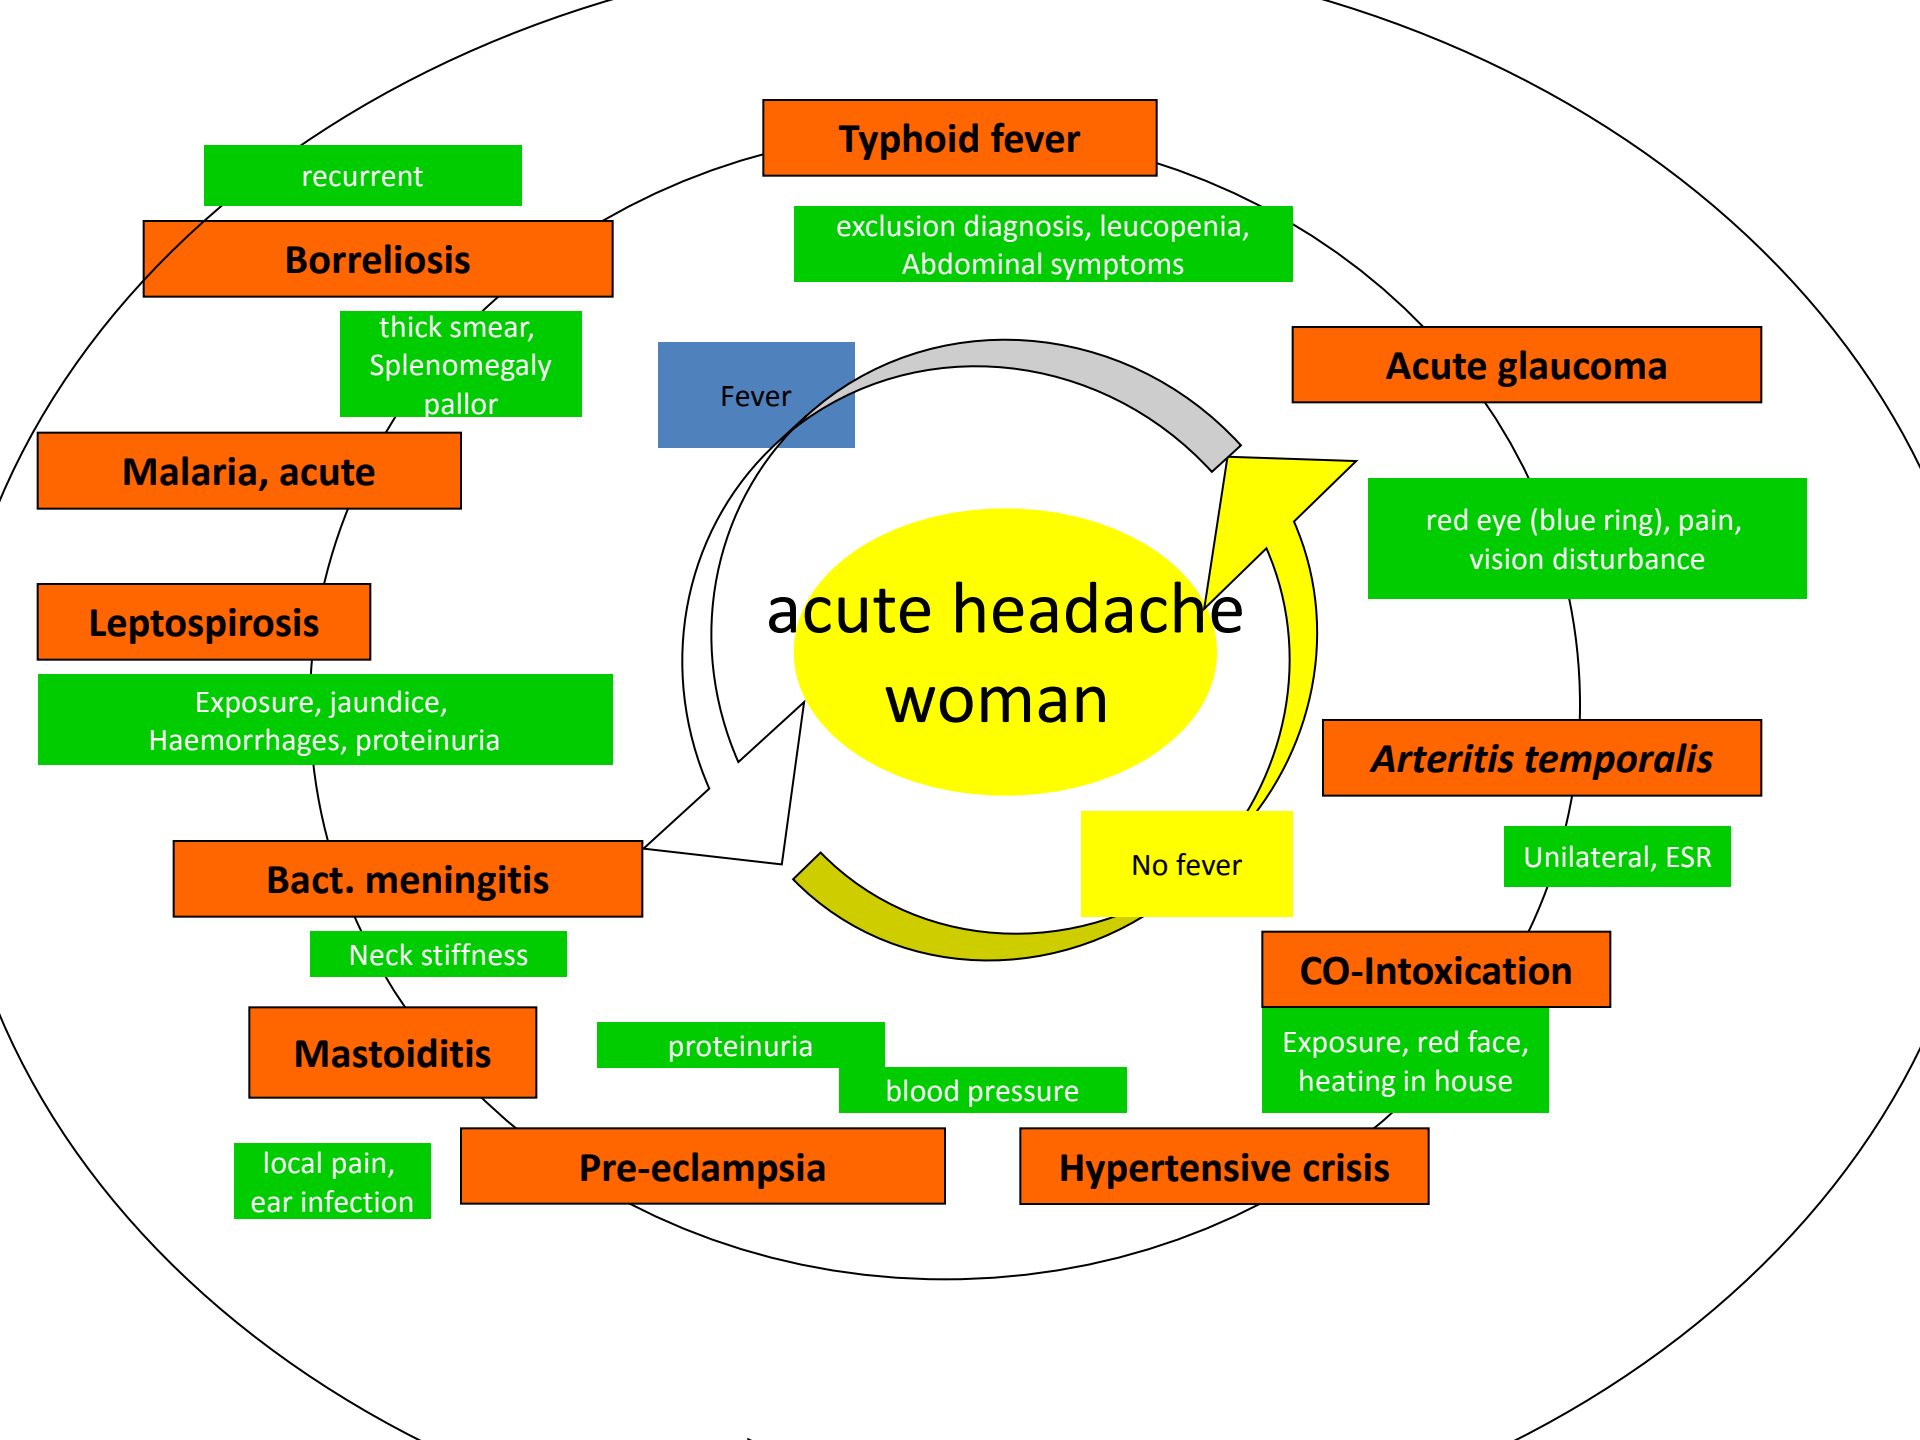 Typhoid fever
exclusion diagnosis, leucopenia,
Abdominal symptoms
recurrent
Borreliosis
thick smear,
Splenomegaly
pallor
Malaria, acute
Leptospirosis
Exposure, jaundice,
Haemorrhages, proteinuria
Bact. meningitis
Neck stiffness
Mastoiditis
local pain,
ear infection
Fever
acute headache
woman
No fever
Acute glaucoma
red eye (blue ring), pain,
vision disturbance
Arteritis temporalis
Unilateral, ESR
CO-Intoxication
Exposure, red face,
heating in house
proteinuria
blood pressure
Pre-eclampsia
Hypertensive crisis